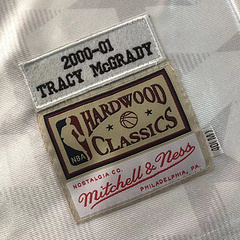 2000-01
TRACY McGRADY
HARDWOOD
NBA
CLASSICS
NOSTALGIA CO.
Mitchell & Ness
PHILADELPHIA, PA.